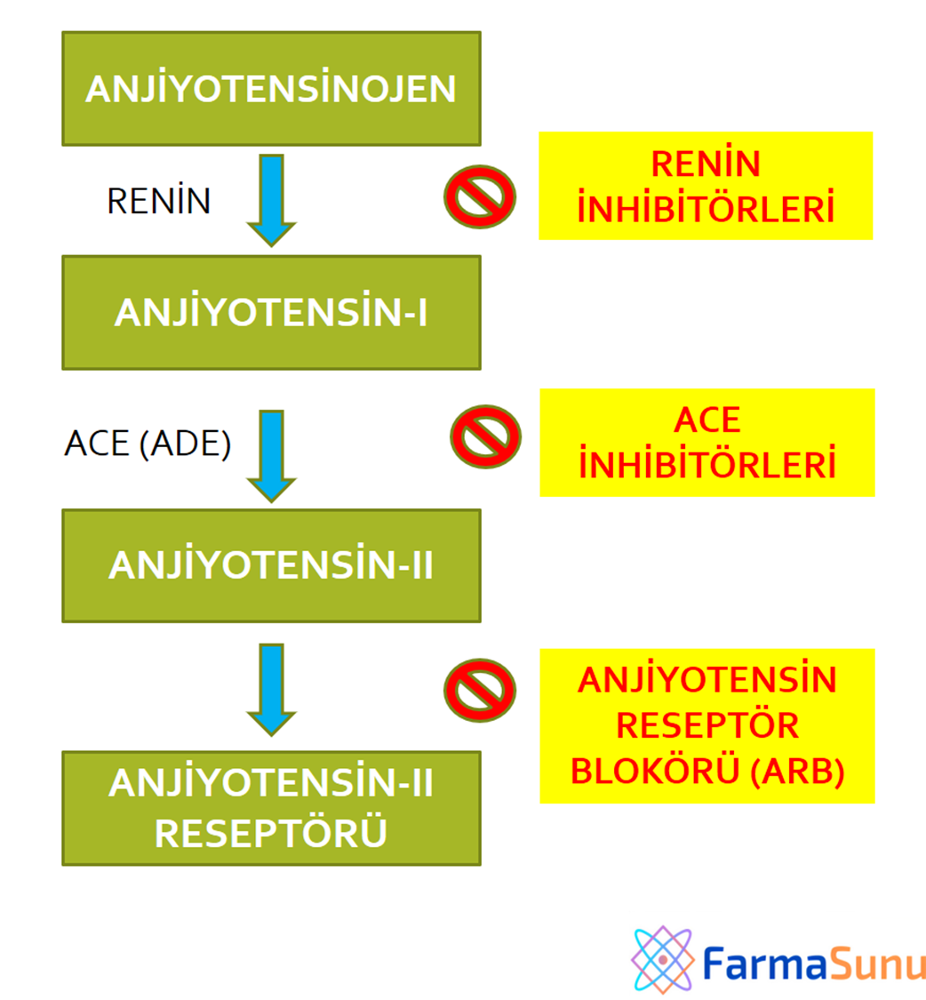 ANJİYOTENSİNOJEN
RENİN
RENİN
İNHİBİTÖRLERİ
ANJİYOTENSİN-I
ACE (ADE)
ACE
İNHİBİTÖRLERİ
ANJİYOTENSİN-II
ANJİYOTENSİN
RESEPTÖR
BLOKÖRÜ (ARB)
ANJİYOTENSİN-II
RESEPTÖRÜ
FarmaSunu